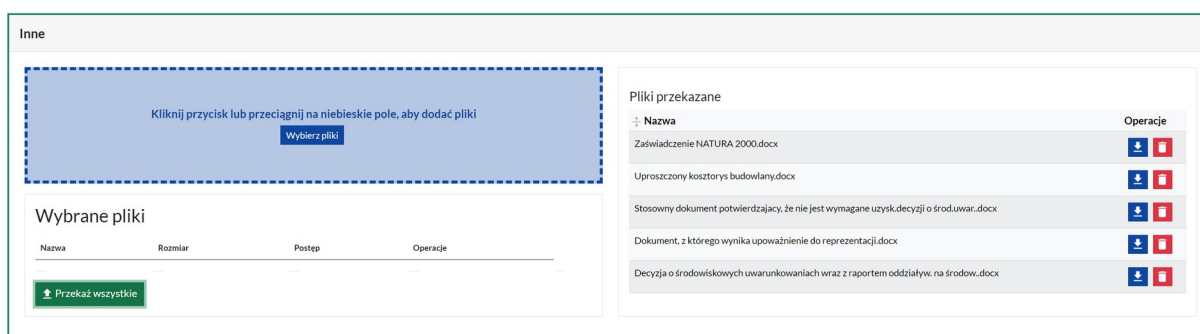 Inne
Kliknij przycisk lub przeciągnij na niebieskie pole, aby dodać pliki
Wybierz pliki
Wybrane pliki
Nazwa Rozmiar Postęp Operacje
Przekaż wszystkie
Pliki przekazane
Nazwa Operacje
Zaświadczenie NATURA 2000.docx
Uproszczony kosztorys budowlany.docx
Stosowny dokument potwierdzajacy, że nie jest wymagane uzysk.decyzji o środ.uwar..docx
Dokument, z którego wynika upoważnienie do reprezentacji.docx
Decyzja o środowiskowych uwarunkowaniach wraz z raportem oddziaływ. na środow..docx